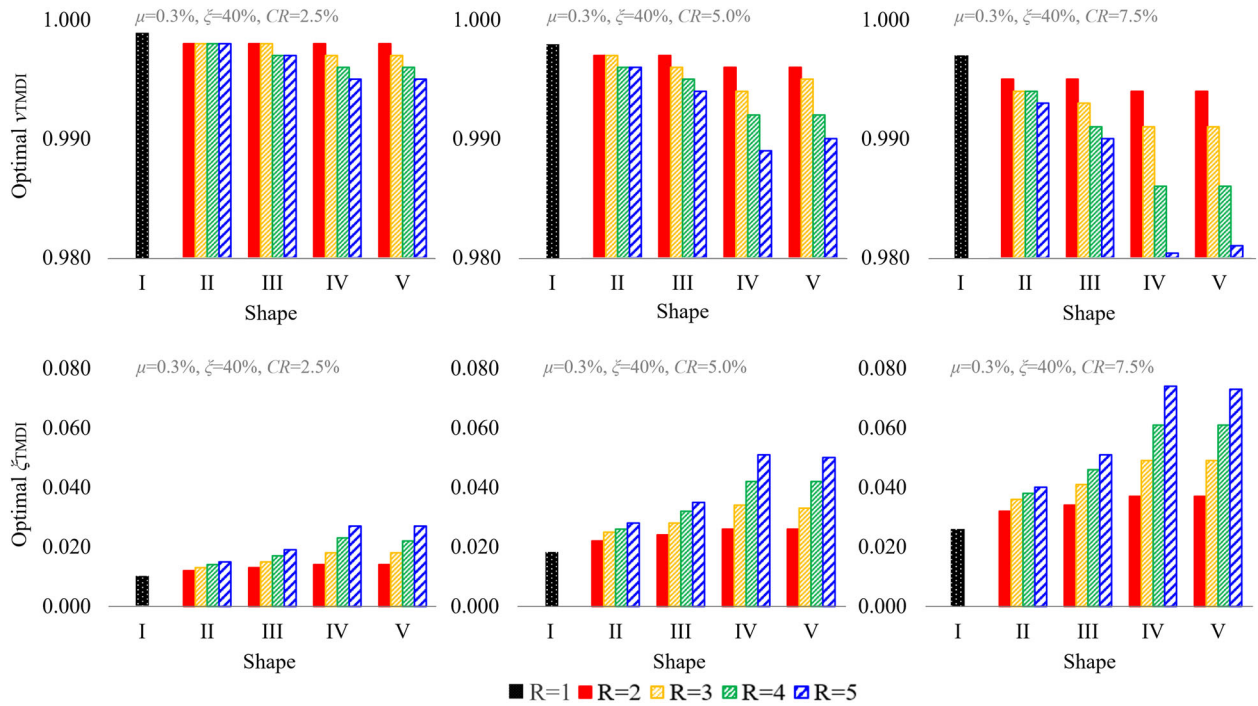 μ=0.3%, ξ=40%, CR=2.5%
1.000
0.990
0.980
Optimal νTMDI
I II III IV V
Shape
μ=0.3%, ξ=40%, CR=5.0%
1.000
0.990
0.980
I II III IV V
Shape
μ=0.3%, ξ=40%, CR=7.5%
1.000
0.990
0.980
I II III IV V
Shape
μ=0.3%, ξ=40%, CR=2.5%
0.080
0.060
0.040
0.020
0.000
Optimal ξTMDI
I II III IV V
Shape
μ=0.3%, ξ=40%, CR=5.0%
0.080
0.060
0.040
0.020
0.000
I II III IV V
Shape
μ=0.3%, ξ=40%, CR=7.5%
0.080
0.060
0.040
0.020
0.000
I II III IV V
Shape
R=1 R=2 R=3 R=4 R=5